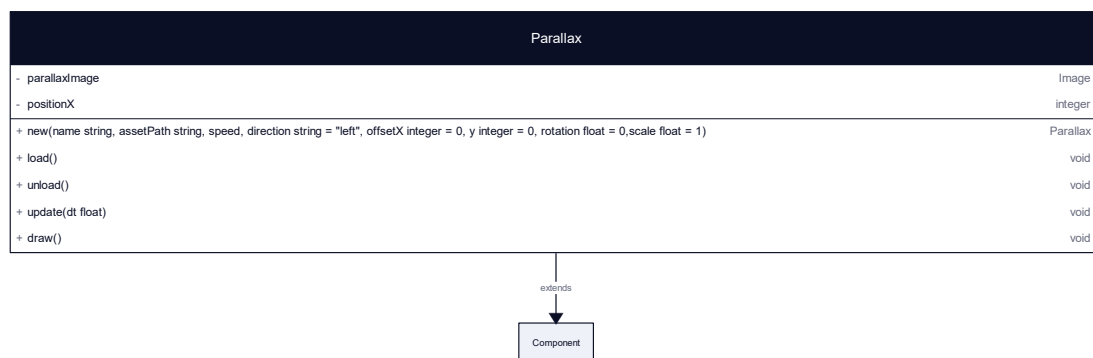 Parallax
- parallaxImage Image
- positionX integer
+ new(name string, assetPath string, speed, direction string = "left", offsetX integer = 0, y integer = 0, rotation float = 0,scale float = 1) Parallax
+ load() void
+ unload() void
+ update(dt float) void
+ draw() void
extends
Component